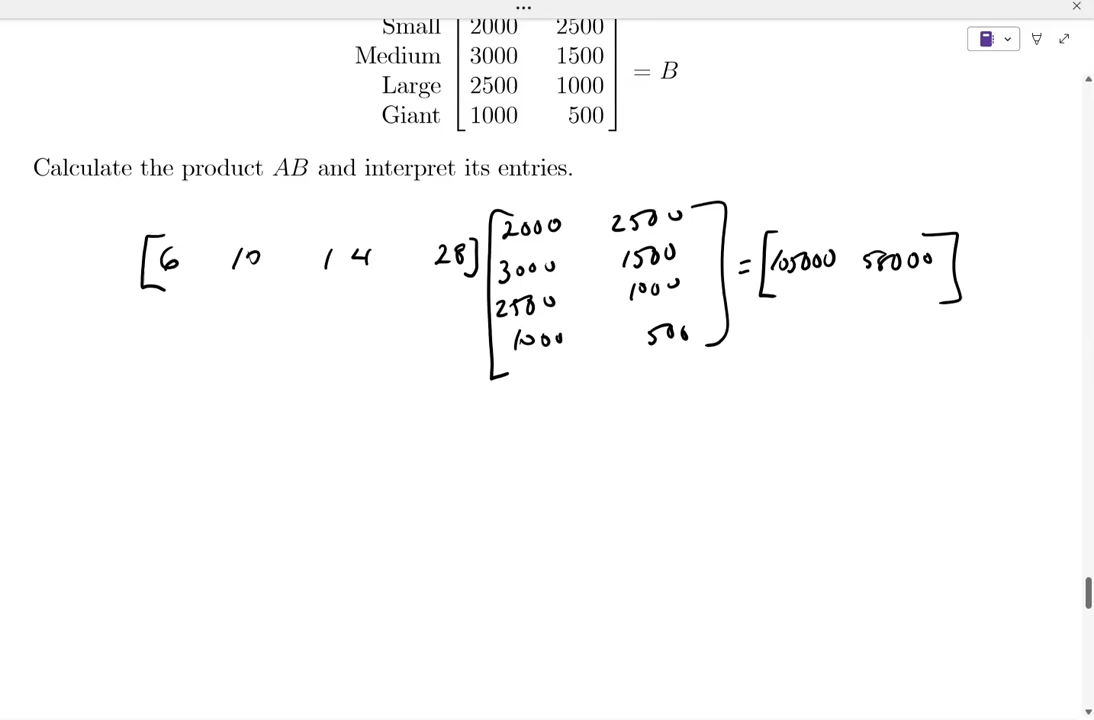 Small 2000 2500
Medium 3000 1500
Large 2500 1000
Giant 1000 500
= B
Calculate the product AB and interpret its entries.
[6 10 14 28] [2000 2500
3000 1500
2500 1000
1000 500] = [105000 58000]